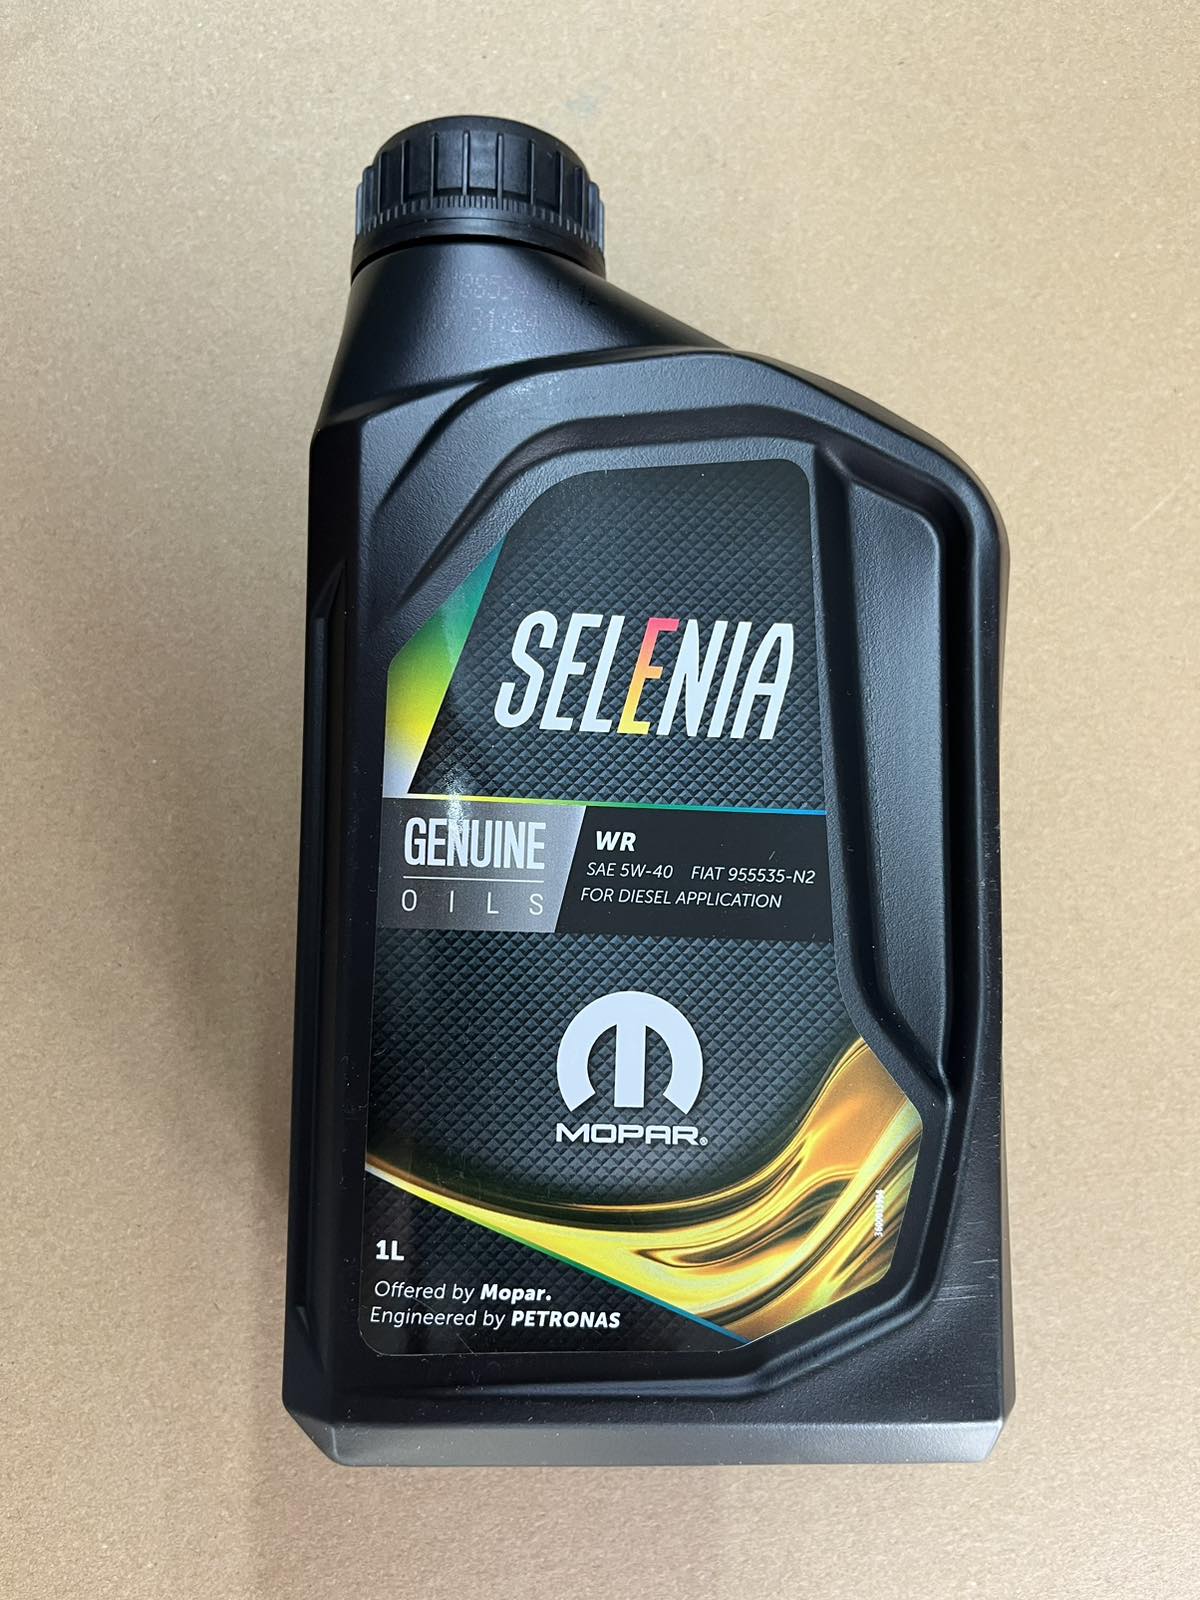 SELENIA
GENUINE
OILS
WR
SAE 5W-40 FIAT 955535-N2
FOR DIESEL APPLICATION
MOPAR®
1L
Offered by Mopar.
Engineered by PETRONAS